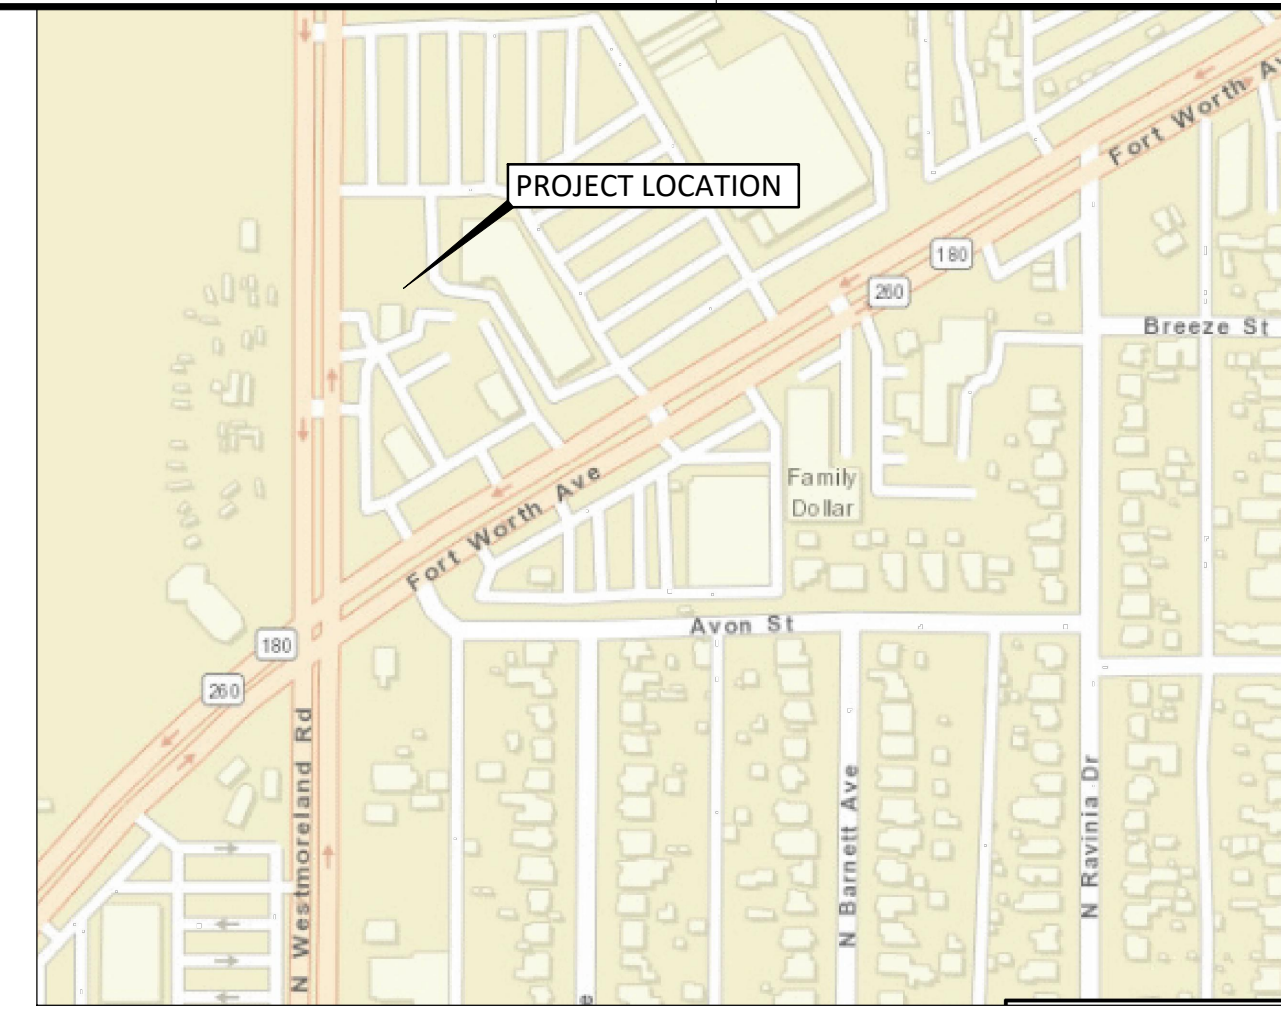 Fort Worth Av
PROJECT LOCATION
180
260
Breeze St
Family
Dollar
Fort Worth Ave
Avon St
180
260
N Westmoreland Rd
N Barnett Ave
N Ravinia Dr
e